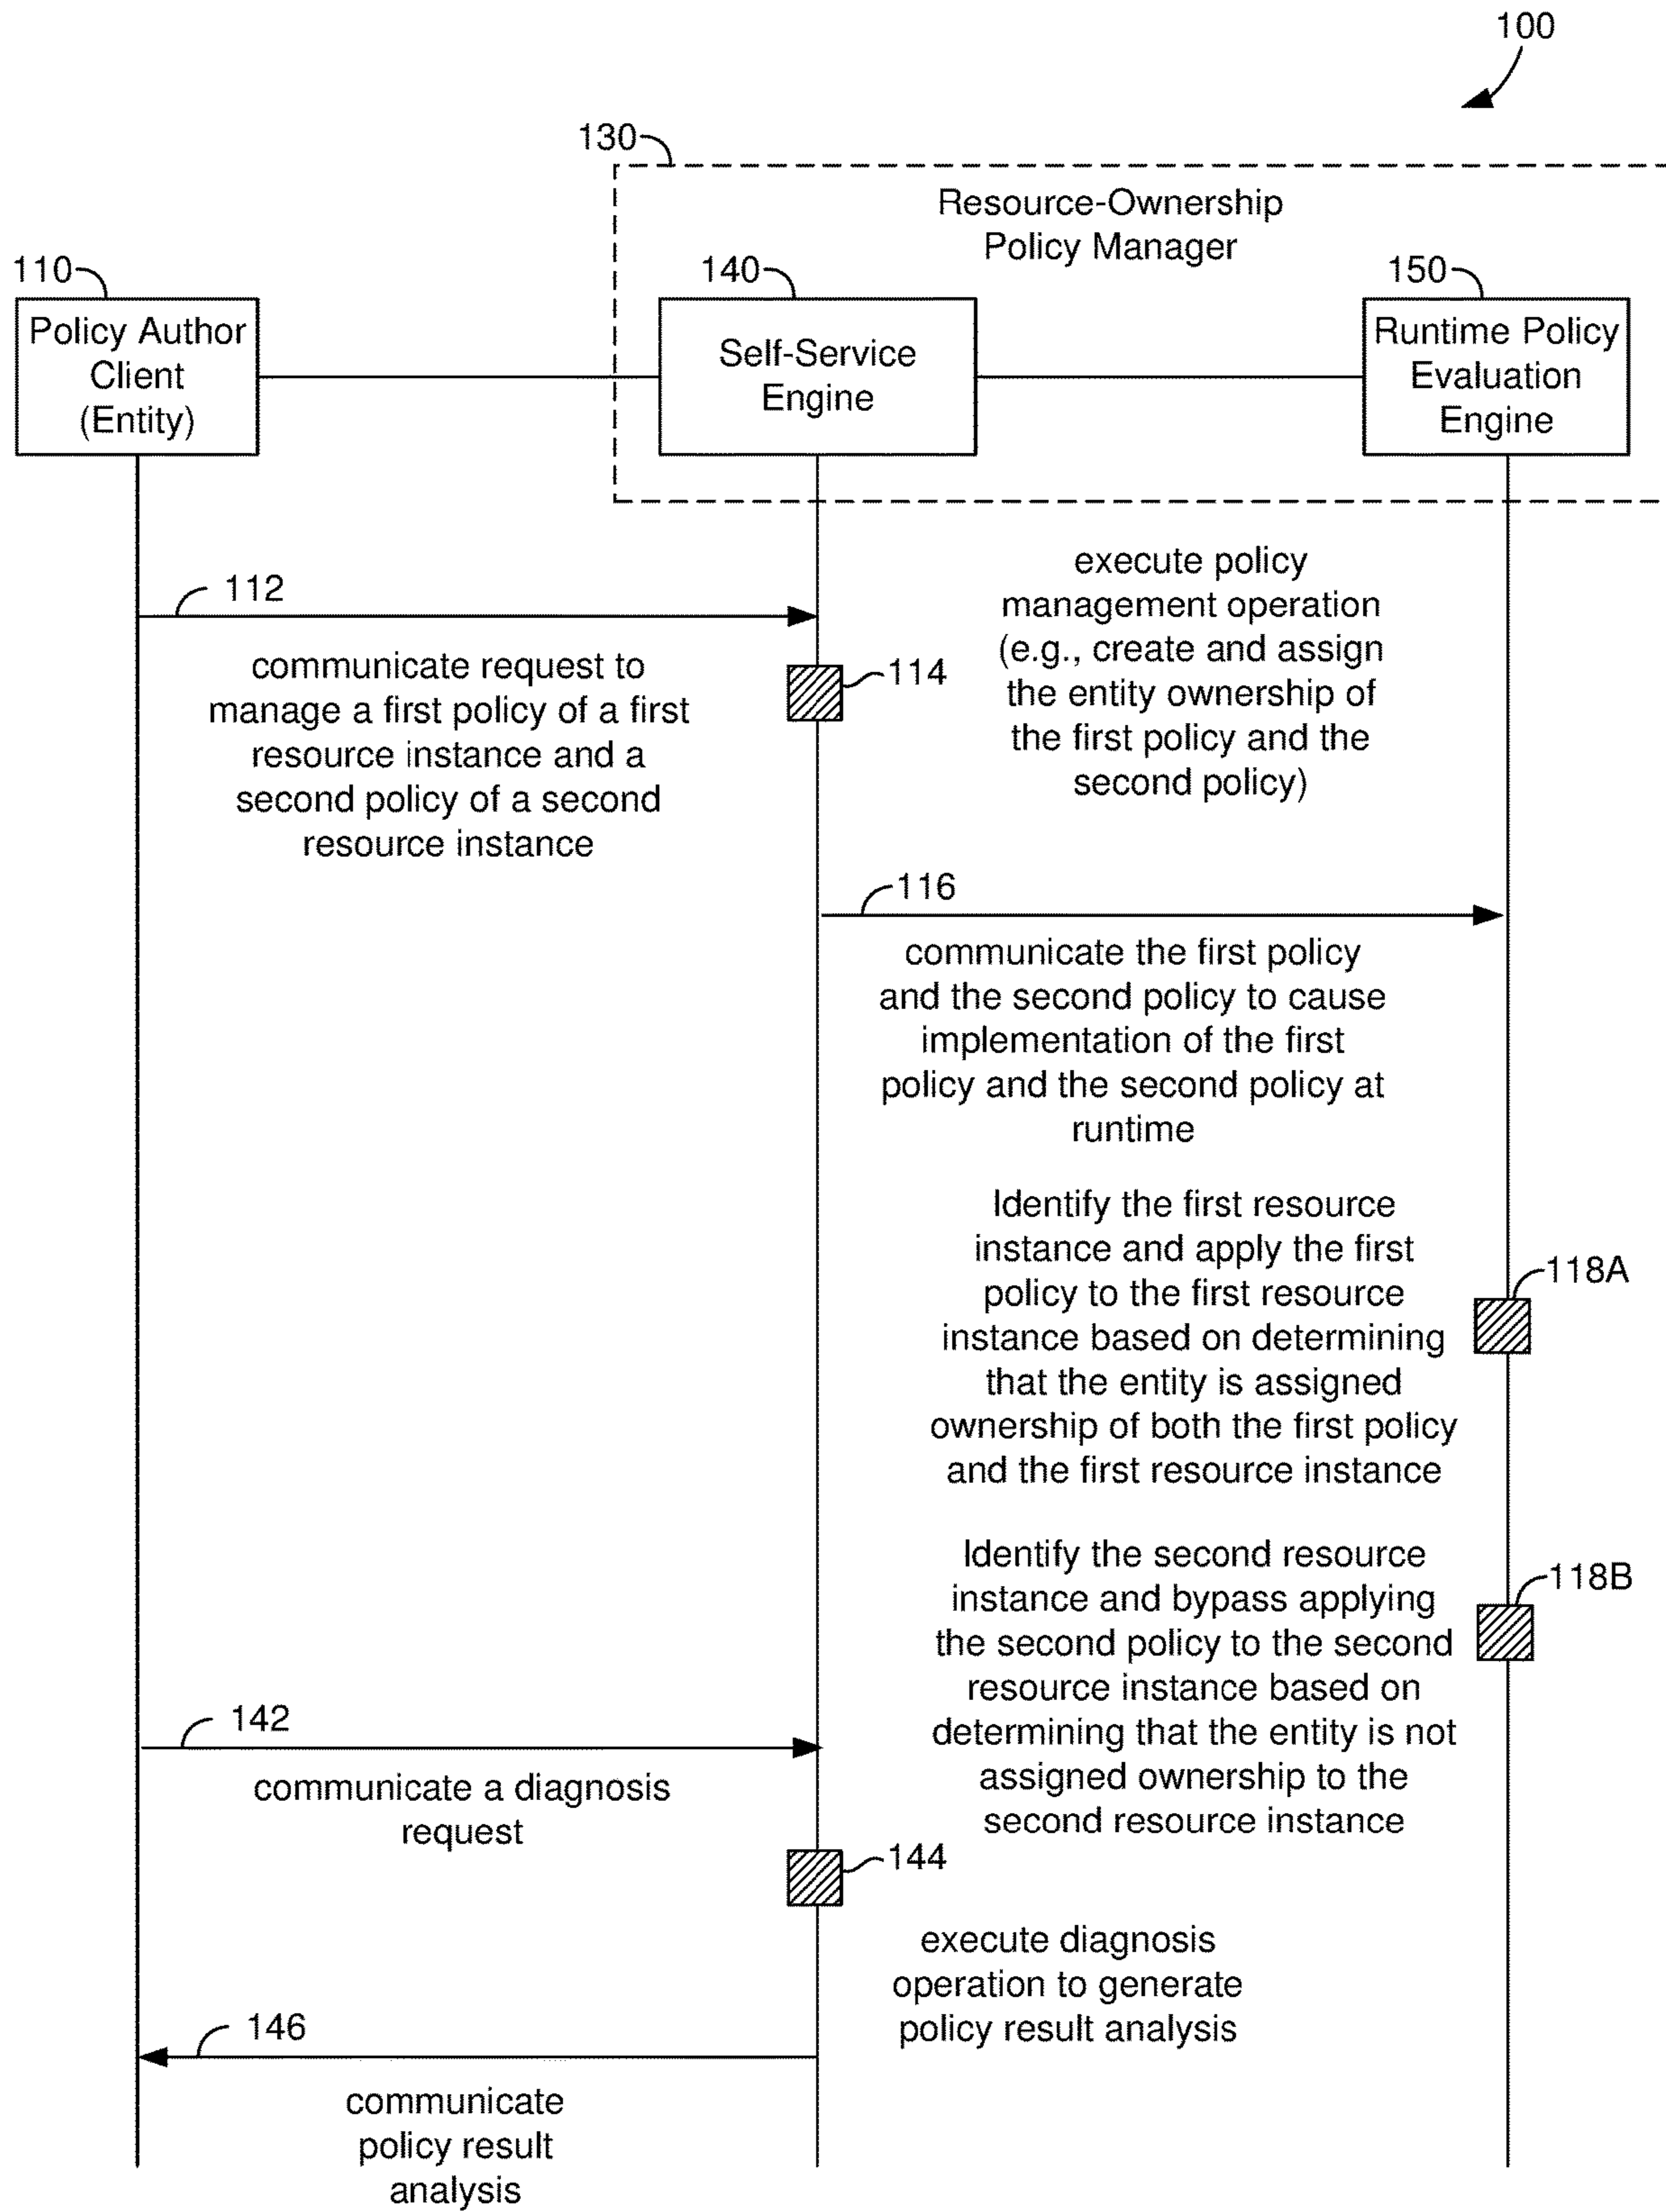 100
130
Resource-Ownership
Policy Manager
110
140
150
Policy Author
Client
(Entity)
Self-Service
Engine
Runtime Policy
Evaluation
Engine
112
communicate request to
manage a first policy of a first
resource instance and a
second policy of a second
resource instance
execute policy
management operation
(e.g., create and assign
the entity ownership of
the first policy and the
second policy)
114
116
communicate the first policy
and the second policy to cause
implementation of the first
policy and the second policy at
runtime
Identify the first resource
instance and apply the first
policy to the first resource
instance based on determining
that the entity is assigned
ownership of both the first policy
and the first resource instance
118A
Identify the second resource
instance and bypass applying
the second policy to the second
resource instance based on
determining that the entity is not
assigned ownership to the
second resource instance
118B
142
communicate a diagnosis
request
144
execute diagnosis
operation to generate
policy result analysis
146
communicate
policy result
analysis